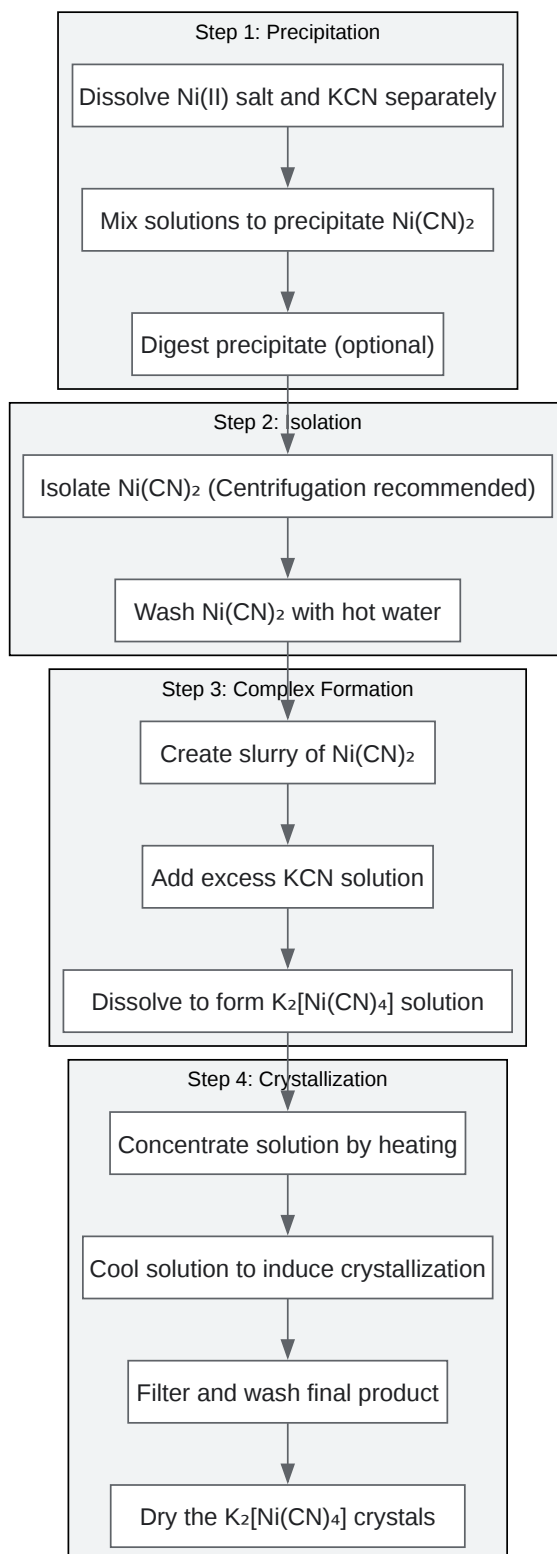 Step 1: Precipitation
Dissolve Ni(II) salt and KCN separately
Mix solutions to precipitate Ni(CN)₂
Digest precipitate (optional)
Step 2: Isolation
Isolate Ni(CN)₂ (Centrifugation recommended)
Wash Ni(CN)₂ with hot water
Step 3: Complex Formation
Create slurry of Ni(CN)₂
Add excess KCN solution
Dissolve to form K₂[Ni(CN)₄] solution
Step 4: Crystallization
Concentrate solution by heating
Cool solution to induce crystallization
Filter and wash final product
Dry the K₂[Ni(CN)₄] crystals